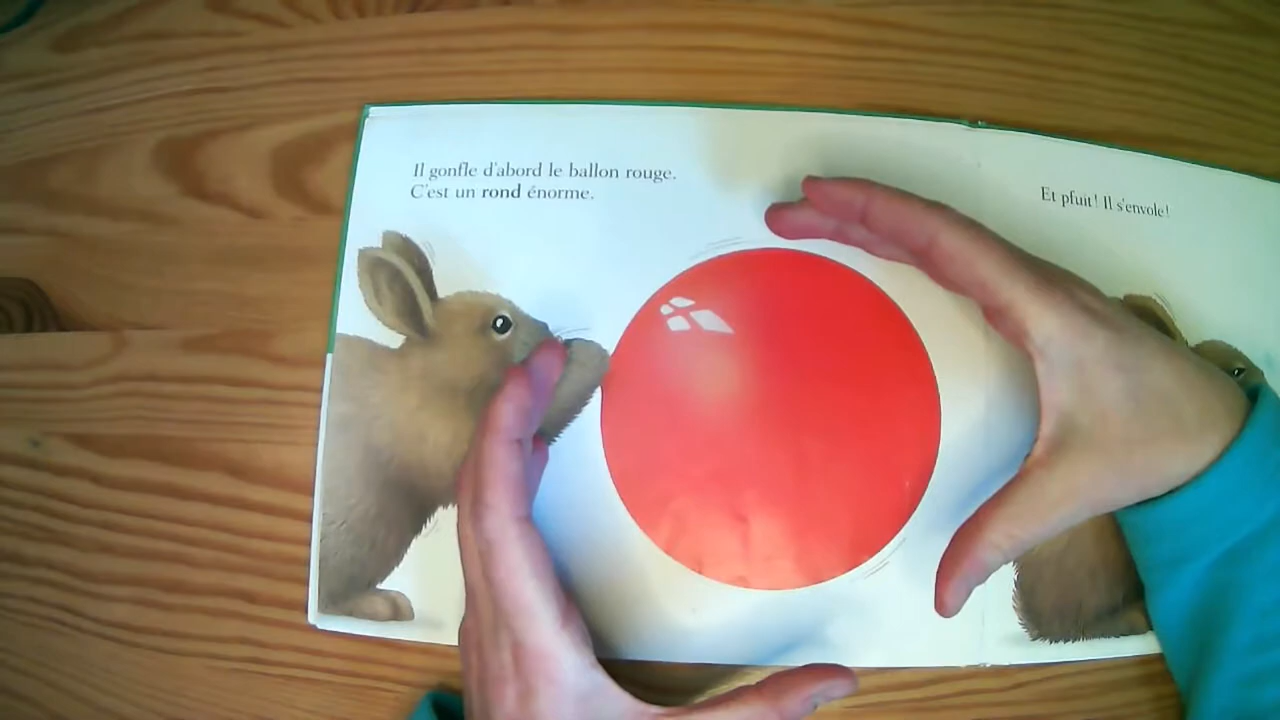 Il gonfle d'abord le ballon rouge.
C'est un rond énorme.
Et pfuit! Il s'envole!